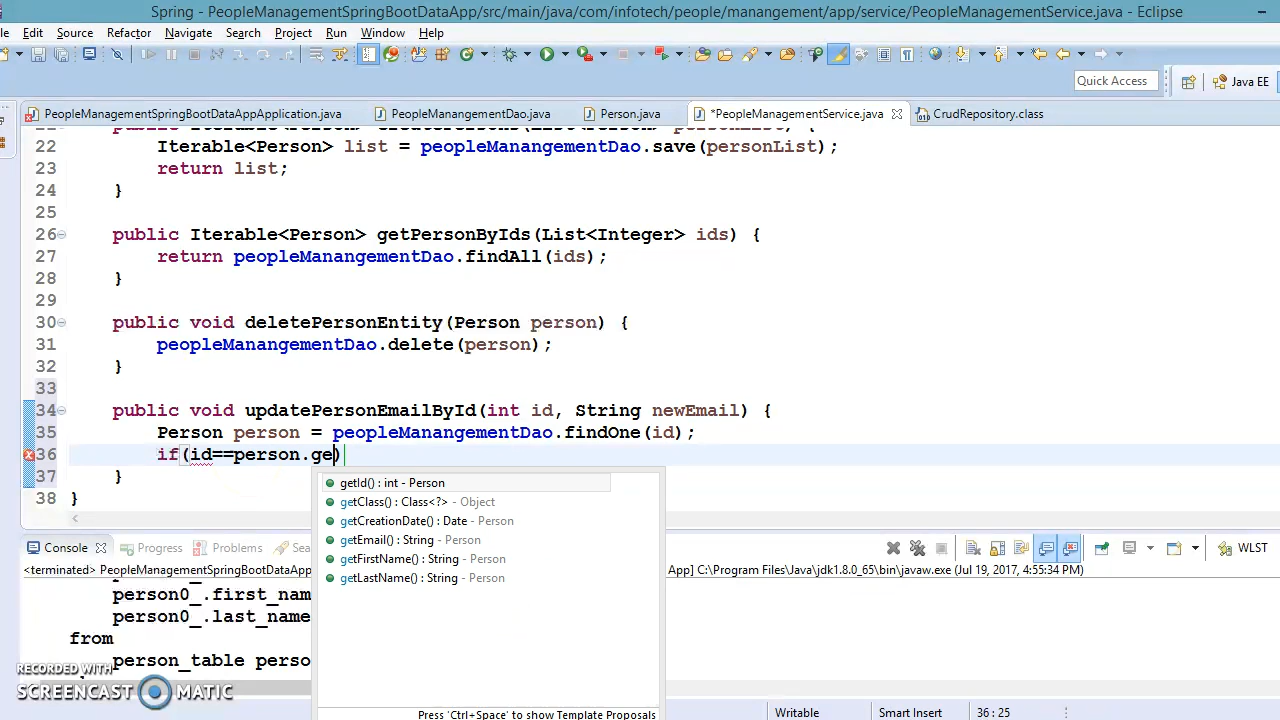 Spring - PeopleManagementSpringBootDataApp/src/main/java/com/infotech/people/manangement/app/service/PeopleManagementService.java - Eclipse
le Edit Source Refactor Navigate Search Project Run Window Help
Quick Access Java EE
PeopleManagementSpringBootDataAppApplication.java PeopleManangementDao.java Person.java *PeopleManagementService.java CrudRepository.class
22 Iterable<Person> list = peopleManangementDao.save(personList);
23 return list;
24 }
25
26 public Iterable<Person> getPersonByIds(List<Integer> ids) {
27 return peopleManangementDao.findAll(ids);
28 }
29
30 public void deletePersonEntity(Person person) {
31 peopleManangementDao.delete(person);
32 }
33
34 public void updatePersonEmailById(int id, String newEmail) {
35 Person person = peopleManangementDao.findOne(id);
36 if(id==person.ge)
37 }
38 }
getId() : int - Person
getClass() : Class<?> - Object
getCreationDate() : Date - Person
getEmail() : String - Person
getFirstName() : String - Person
getLastName() : String - Person
Press 'Ctrl+Space' to show Template Proposals
Console Progress Problems Sea WLST
<terminated> PeopleManagementSpringBootDataApp App] C:\Program Files\Java\jdk1.8.0_65\bin\javaw.exe (Jul 19, 2017, 4:55:34 PM)
person0_.first_nam
person0_.last_name
from
person_table perso
RECORDED WITH
SCREENCAST MATIC
Writable Smart Insert 36 : 25